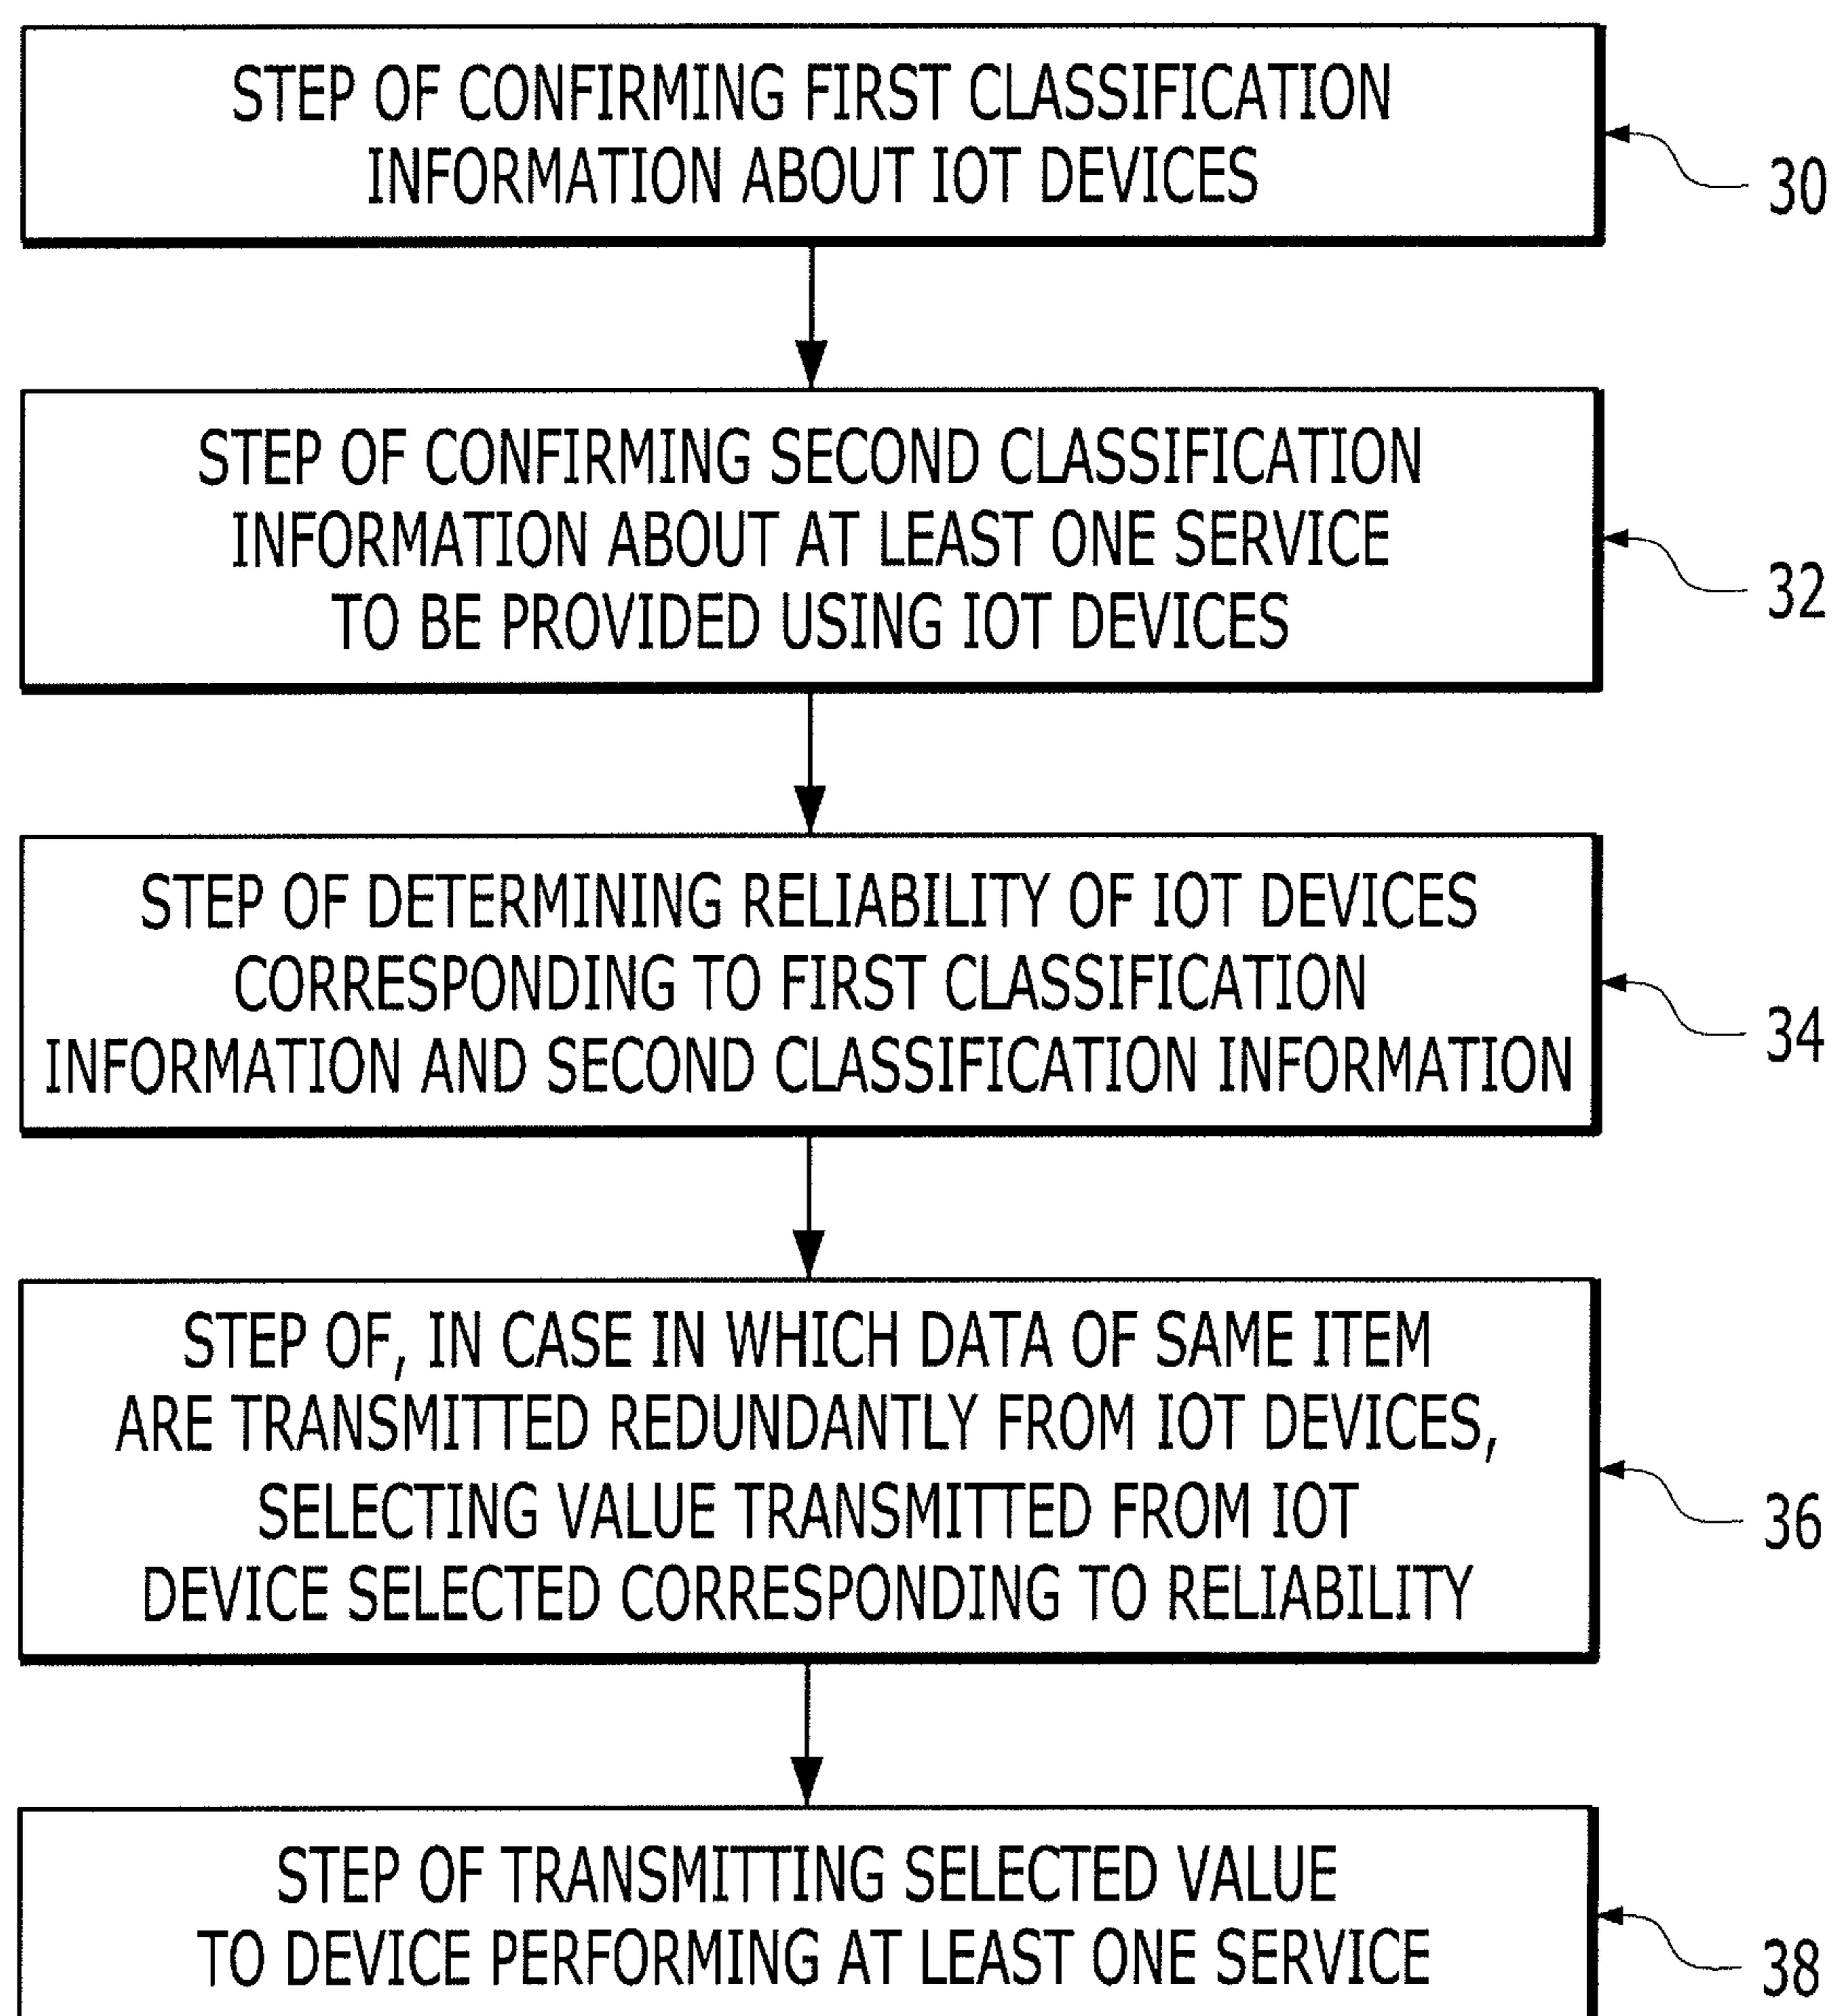 STEP OF CONFIRMING FIRST CLASSIFICATION
INFORMATION ABOUT IOT DEVICES
30
STEP OF CONFIRMING SECOND CLASSIFICATION
INFORMATION ABOUT AT LEAST ONE SERVICE
TO BE PROVIDED USING IOT DEVICES
32
STEP OF DETERMINING RELIABILITY OF IOT DEVICES
CORRESPONDING TO FIRST CLASSIFICATION
INFORMATION AND SECOND CLASSIFICATION INFORMATION
34
STEP OF, IN CASE IN WHICH DATA OF SAME ITEM
ARE TRANSMITTED REDUNDANTLY FROM IOT DEVICES,
SELECTING VALUE TRANSMITTED FROM IOT
DEVICE SELECTED CORRESPONDING TO RELIABILITY
36
STEP OF TRANSMITTING SELECTED VALUE
TO DEVICE PERFORMING AT LEAST ONE SERVICE
38